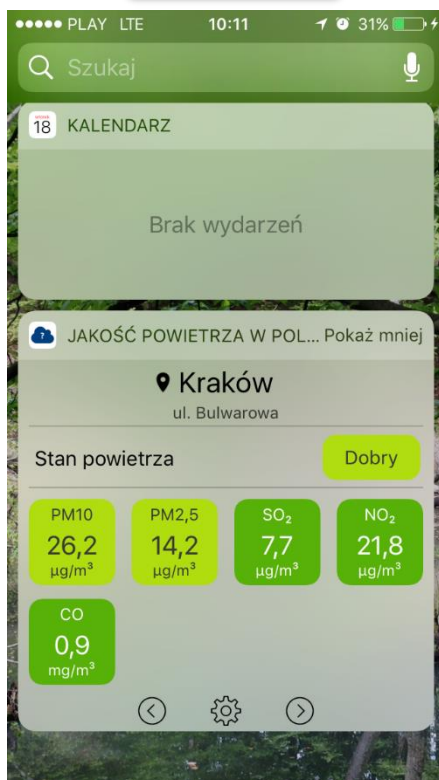 PLAY LTE 10:11 31%
Szukaj
18 KALENDARZ
Brak wydarzeń
JAKOŚĆ POWIETRZA W POL... Pokaż mniej
Kraków
ul. Bulwarowa
Stan powietrza Dobry
PM10 PM2,5 SO₂ NO₂
26,2 14,2 7,7 21,8
µg/m³ µg/m³ µg/m³ µg/m³
CO
0,9
mg/m³